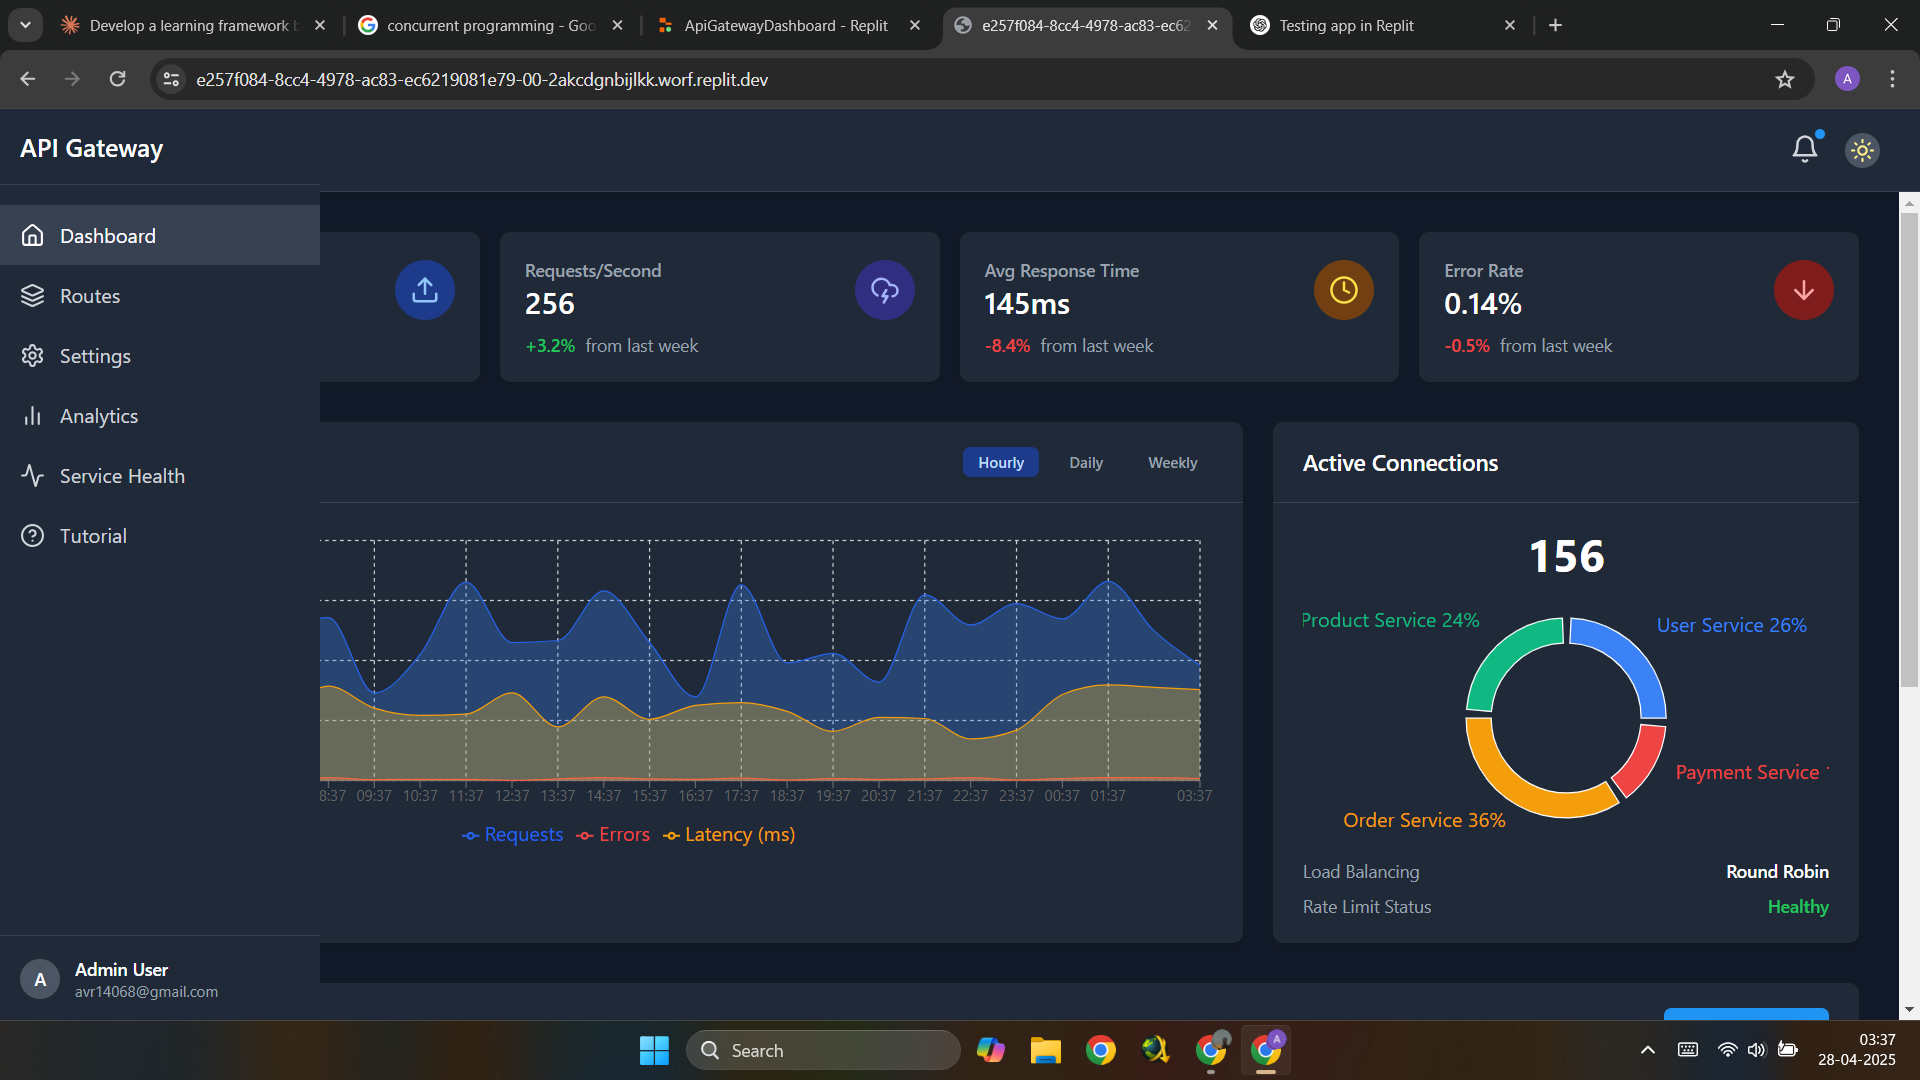 Develop a learning framework b
concurrent programming - Goo
ApiGatewayDashboard - Replit
e257f084-8cc4-4978-ac83-ec62
Testing app in Replit
e257f084-8cc4-4978-ac83-ec6219081e79-00-2akcdgnbijlkk.worf.replit.dev
A
API Gateway
Dashboard
Routes
Settings
Analytics
Service Health
Tutorial
Requests/Second
256
+3.2% from last week
Avg Response Time
145ms
-8.4% from last week
Error Rate
0.14%
-0.5% from last week
Hourly
Daily
Weekly
8:37 09:37 10:37 11:37 12:37 13:37 14:37 15:37 16:37 17:37 18:37 19:37 20:37 21:37 22:37 23:37 00:37 01:37 03:37
Requests Errors Latency (ms)
Active Connections
156
Product Service 24%
User Service 26%
Payment Service
Order Service 36%
Load Balancing Round Robin
Rate Limit Status Healthy
A
Admin User
avr14068@gmail.com
Search
A
03:37
28-04-2025